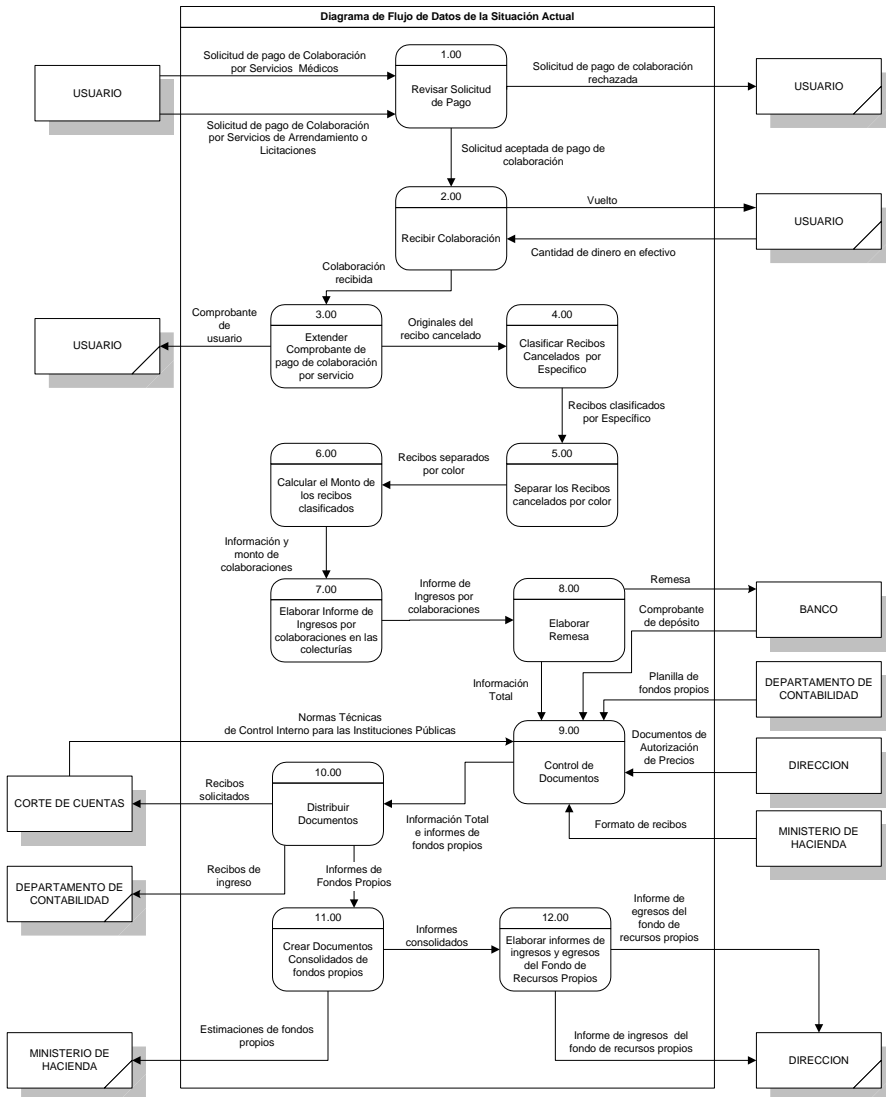 Diagrama de Flujo de Datos de la Situación Actual
Solicitud de pago de Colaboración
por Servicios Médicos
USUARIO
Solicitud de pago de Colaboración
por Servicios de Arrendamiento o
Licitaciones
1.00
Revisar Solicitud
de Pago
Solicitud de pago de colaboración
rechazada
USUARIO
Solicitud aceptada de pago de
colaboración
2.00
Recibir Colaboración
Vuelto
Cantidad de dinero en efectivo
USUARIO
Colaboración
recibida
3.00
Extender
Comprobante de
pago de colaboración
por servicio
Comprobante
de
usuario
USUARIO
Originales del
recibo cancelado
4.00
Clasificar Recibos
Cancelados por
Especifico
Recibos clasificados
por Específico
5.00
Separar los Recibos
cancelados por color
Recibos separados
por color
6.00
Calcular el Monto de
los recibos
clasificados
Información y
monto de
colaboraciones
7.00
Elaborar Informe de
Ingresos por
colaboraciones en las
colecturías
Informe de
Ingresos por
colaboraciones
8.00
Elaborar
Remesa
Remesa
Comprobante
de depósito
BANCO
Información
Total
Planilla de
fondos propios
DEPARTAMENTO DE
CONTABILIDAD
Normas Técnicas
de Control Interno para las Instituciones Públicas
9.00
Control de
Documentos
Documentos de
Autorización
de Precios
DIRECCION
Formato de recibos
MINISTERIO DE
HACIENDA
Información Total
e informes de
fondos propios
10.00
Distribuir
Documentos
Recibos
solicitados
CORTE DE CUENTAS
Recibos de
ingreso
DEPARTAMENTO DE
CONTABILIDAD
Informes de
Fondos Propios
11.00
Crear Documentos
Consolidados de
fondos propios
Informes
consolidados
12.00
Elaborar informes de
ingresos y egresos
del Fondo de
Recursos Propios
Informe de
egresos del
fondo de
recursos propios
Estimaciones de fondos
propios
MINISTERIO DE
HACIENDA
Informe de ingresos del
fondo de recursos propios
DIRECCION